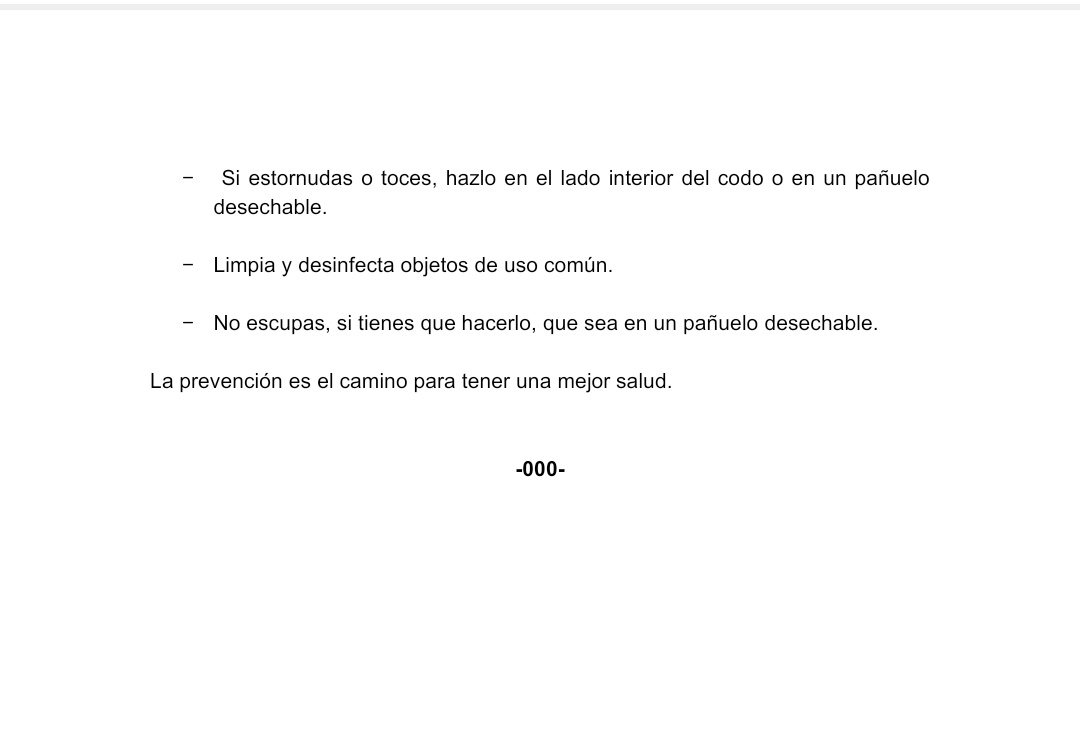 −  Si estornudas o toces, hazlo en el lado interior del codo o en un pañuelo
desechable.
−  Limpia y desinfecta objetos de uso común.
−  No escupas, si tienes que hacerlo, que sea en un pañuelo desechable.
La prevención es el camino para tener una mejor salud.
-000-